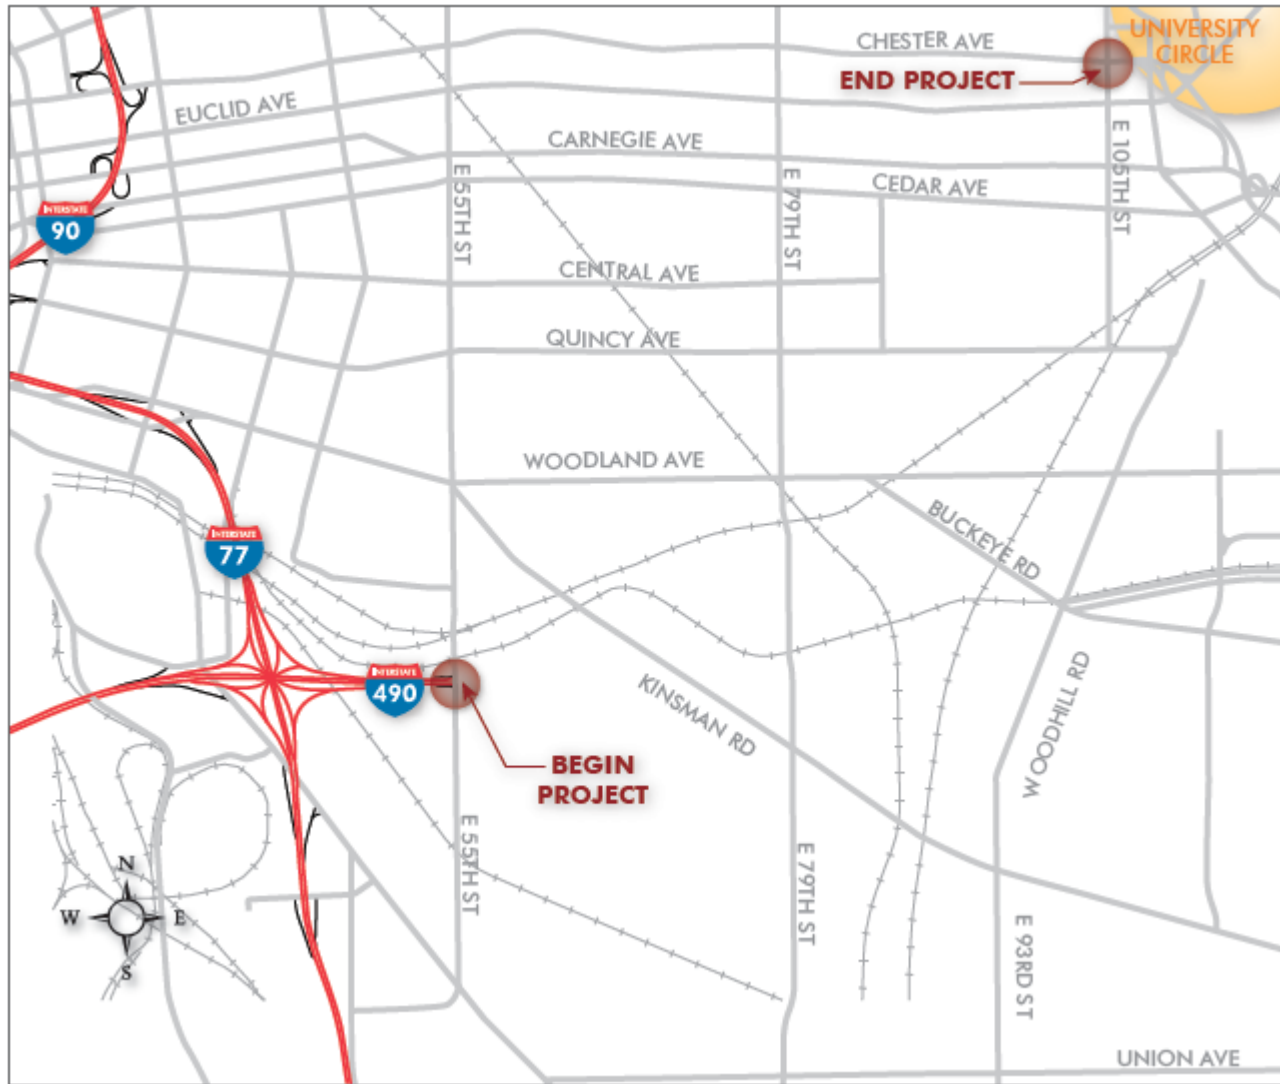 UNIVERSITY
CIRCLE
CHESTER AVE
END PROJECT
EUCLID AVE
CARNEGIE AVE
E 105TH ST
E 55TH ST
E 79TH ST
CEDAR AVE
INTERSTATE
90
CENTRAL AVE
QUINCY AVE
WOODLAND AVE
BUCKEYE RD
INTERSTATE
77
INTERSTATE
490
KINSMAN RD
WOODHILL RD
BEGIN
PROJECT
E 55TH ST
E 79TH ST
N
W
E
S
E 93RD ST
UNION AVE